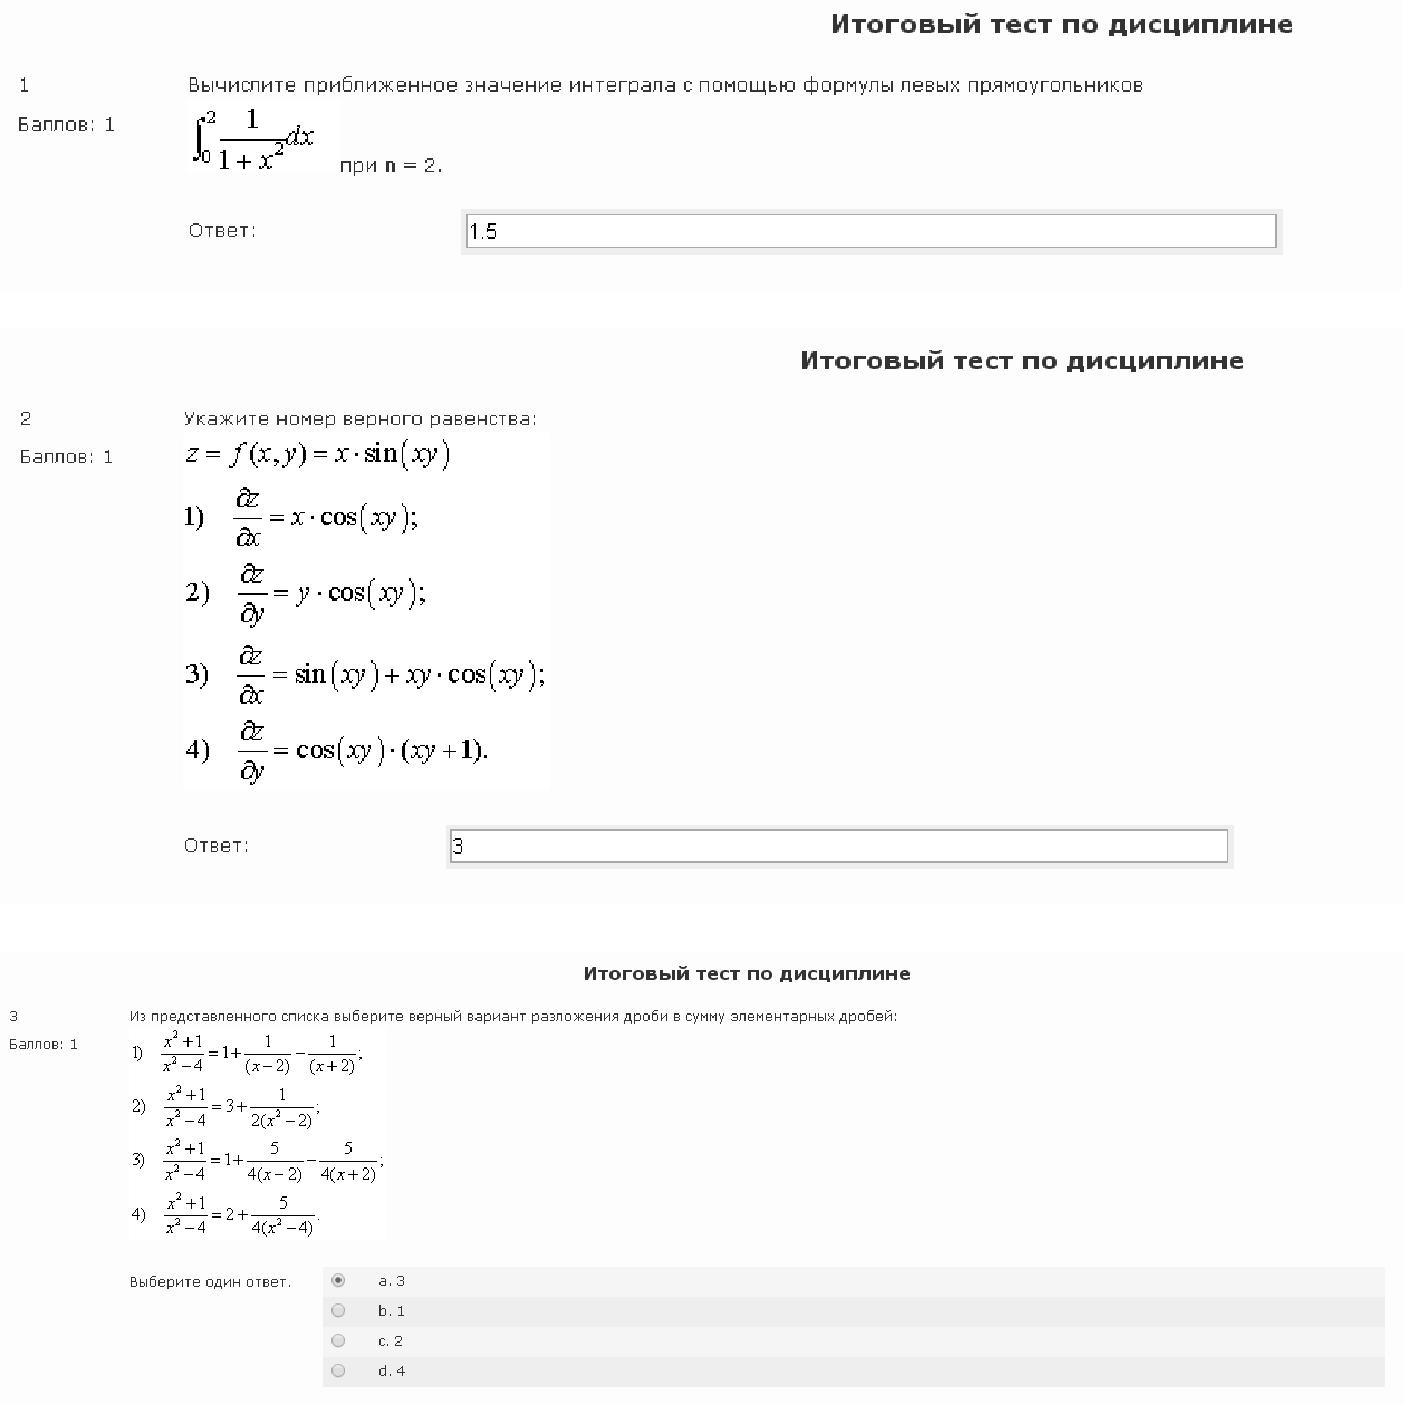 Итоговый тест по дисциплине
1
Вычислите приближенное значение интеграла с помощью формулы левых прямоугольников
Баллов: 1
∫₀² 1/(1 + x²) dx при n = 2.
Ответ: 1.5
Итоговый тест по дисциплине
2
Укажите номер верного равенства:
Баллов: 1
z = f(x, y) = x · sin(xy)
1) ∂z/∂x = x · cos(xy);
2) ∂z/∂y = y · cos(xy);
3) ∂z/∂x = sin(xy) + xy · cos(xy);
4) ∂z/∂y = cos(xy) · (xy + 1).
Ответ: 3
Итоговый тест по дисциплине
3
Из представленного списка выберите верный вариант разложения дроби в сумму элементарных дробей:
Баллов: 1
1) (x² + 1)/(x² − 4) = 1 + 1/(x − 2) − 1/(x + 2);
2) (x² + 1)/(x² − 4) = 3 + 1/2(x² − 2);
3) (x² + 1)/(x² − 4) = 1 + 5/4(x − 2) − 5/4(x + 2);
4) (x² + 1)/(x² − 4) = 2 + 5/4(x² − 4).
Выберите один ответ.
a. 3
b. 1
c. 2
d. 4